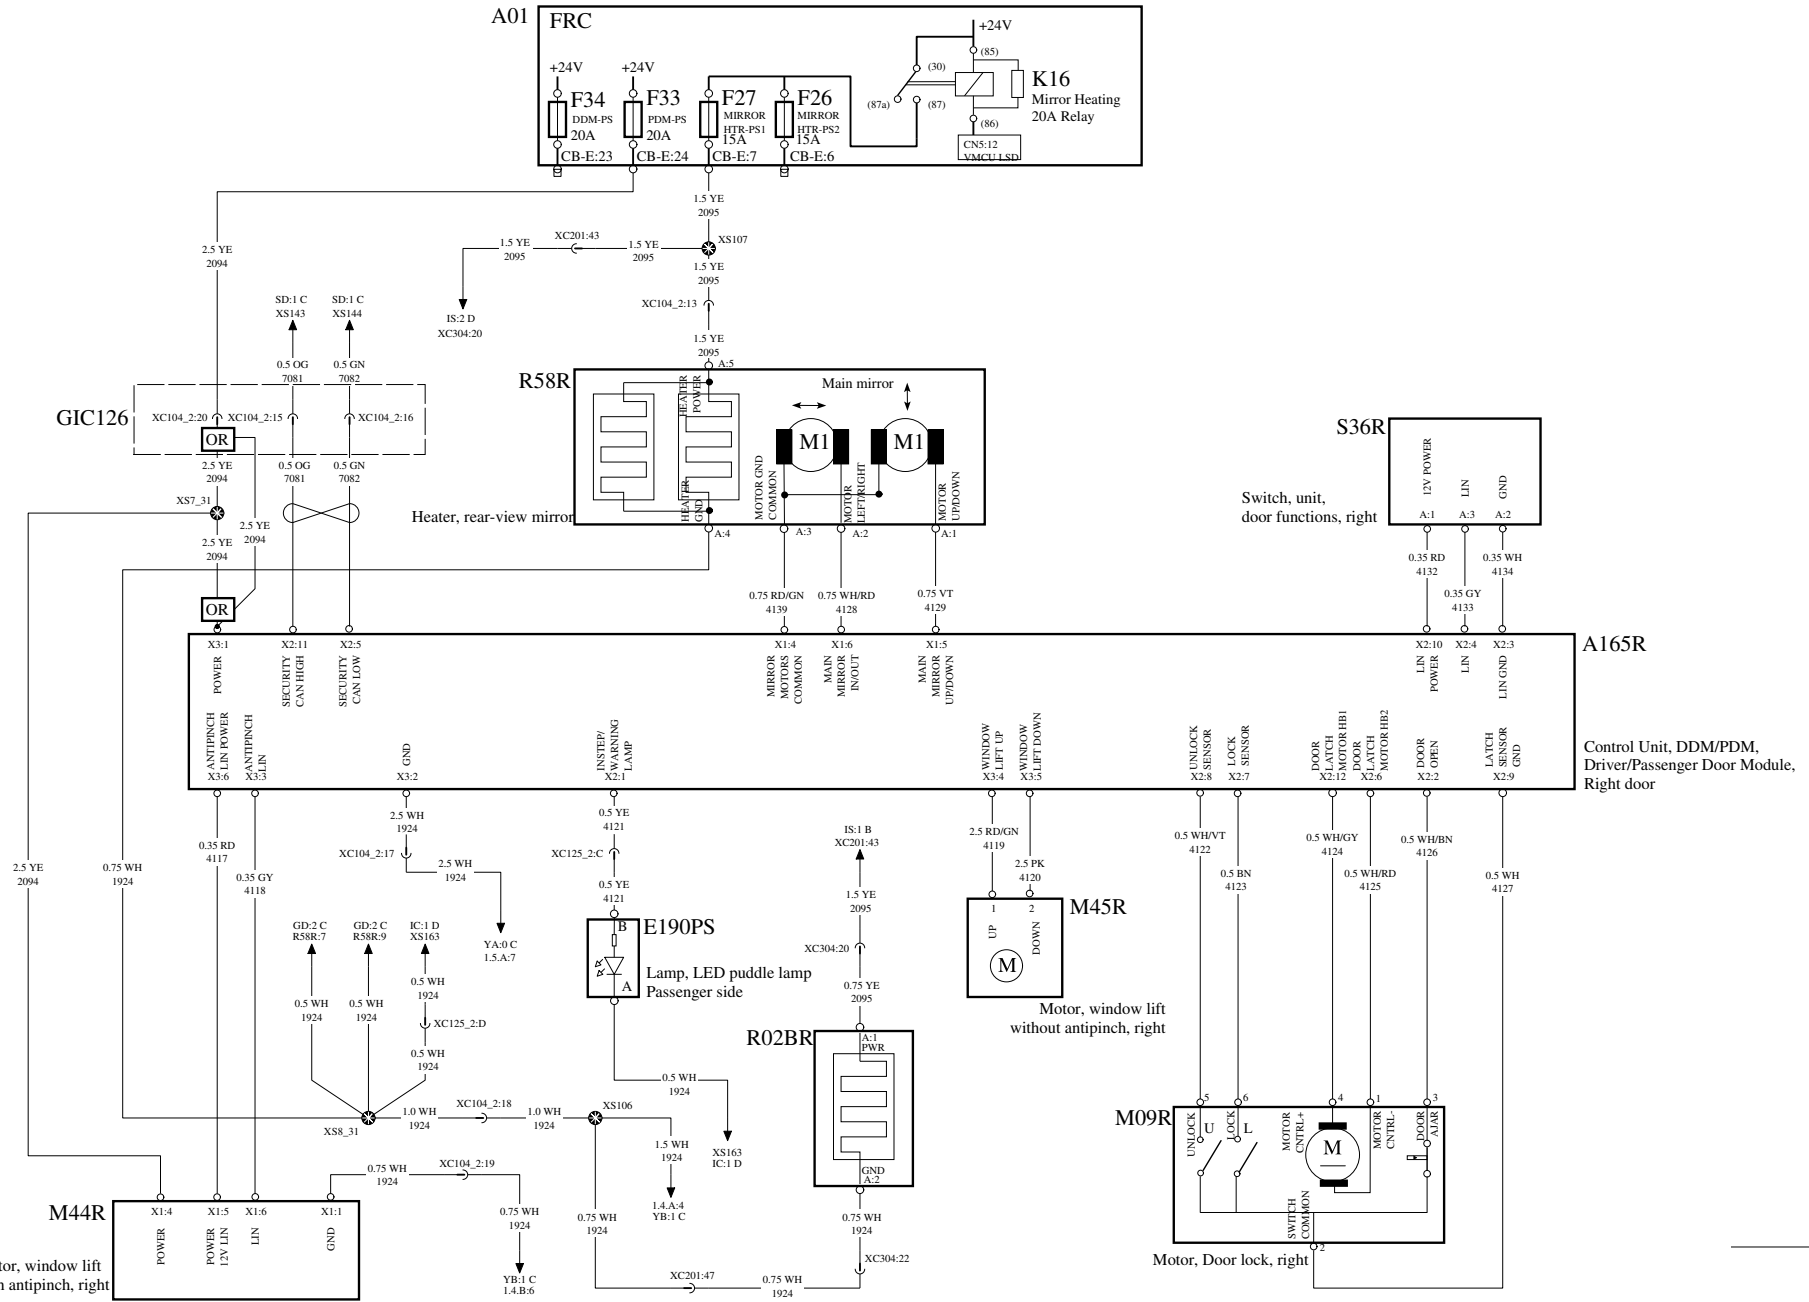 A01
FRC
+24V
(85)
(30)
(87a)
(87)
(86)
K16
Mirror Heating
20A Relay
CN5:12
VMCU LSD
+24V
+24V
F34
DDM-PS
20A
CB-E:23
F33
PDM-PS
20A
CB-E:24
F27
MIRROR
HTR-PS1
15A
CB-E:7
F26
MIRROR
HTR-PS2
15A
CB-E:6
1.5 YE
2095
XS107
XC201:43
1.5 YE
2095
1.5 YE
2095
1.5 YE
2095
2.5 YE
2094
IS:2 D
XC304:20
XC104_2:13
1.5 YE
2095
SD:1 C
XS143
SD:1 C
XS144
0.5 OG
7081
0.5 GN
7082
GIC126
XC104_2:20
XC104_2:15
XC104_2:16
OR
2.5 YE
2094
0.5 OG
7081
0.5 GN
7082
XS7_31
2.5 YE
2094
2.5 YE
2094
OR
R58R
A:5
HEATER
POWER
Main mirror
M1
M1
HEATER
GND
MOTOR GND
COMMON
MOTOR
LEFT/RIGHT
MOTOR
UP/DOWN
Heater, rear-view mirror
A:4
A:3
A:2
A:1
0.75 RD/GN
4139
0.75 WH/RD
4128
0.75 VT
4129
S36R
12V POWER
LIN
GND
A:1
A:3
A:2
Switch, unit,
door functions, right
0.35 RD
4132
0.35 GY
4133
0.35 WH
4134
A165R
X3:1
POWER
X2:11
SECURITY
CAN HIGH
X2:5
SECURITY
CAN LOW
X1:4
MIRROR
MOTORS
COMMON
X1:6
MAIN
MIRROR
IN/OUT
X1:5
MAIN
MIRROR
UP/DOWN
X2:10
LIN
POWER
X2:4
LIN
X2:3
LIN GND
ANTIPINCH
LIN POWER
X3:6
ANTIPINCH
LIN
X3:3
GND
X3:2
INSTEP/
WARNING
LAMP
X2:1
WINDOW
LIFT UP
X3:4
WINDOW
LIFT DOWN
X3:5
UNLOCK
SENSOR
X2:8
LOCK
SENSOR
X2:7
DOOR
LATCH
MOTOR HB1
X2:12
DOOR
LATCH
MOTOR HB2
X2:6
DOOR
OPEN
X2:2
LATCH
SENSOR
GND
X2:9
Control Unit, DDM/PDM,
Driver/Passenger Door Module,
Right door
2.5 YE
2094
0.75 WH
1924
0.35 RD
4117
0.35 GY
4118
2.5 WH
1924
XC104_2:17
2.5 WH
1924
YA:0 C
1.5.A:7
0.5 YE
4121
XC125_2:C
0.5 YE
4121
B
E190PS
A
Lamp, LED puddle lamp
Passenger side
IS:1 B
XC201:43
1.5 YE
2095
XC304:20
0.75 YE
2095
R02BR
A:1
PWR
GND
A:2
0.75 WH
1924
XC304:22
2.5 RD/GN
4119
2.5 PK
4120
1
2
UP
DOWN
M
M45R
Motor, window lift
without antipinch, right
0.5 WH/VT
4122
0.5 BN
4123
0.5 WH/GY
4124
0.5 WH/RD
4125
0.5 WH/BN
4126
0.5 WH
4127
GD:2 C
R58R:7
GD:2 C
R58R:9
IC:1 D
XS163
0.5 WH
1924
0.5 WH
1924
0.5 WH
1924
XC125_2:D
0.5 WH
1924
XS8_31
1.0 WH
1924
XC104_2:18
1.0 WH
1924
XS106
0.5 WH
1924
XS163
IC:1 D
1.5 WH
1924
1.4.A:4
YB:1 C
0.75 WH
1924
XC201:47
0.75 WH
1924
0.75 WH
1924
XC104_2:19
0.75 WH
1924
YB:1 C
1.4.B:6
M44R
X1:4
X1:5
X1:6
X1:1
POWER
POWER
12V LIN
LIN
GND
tor, window lift
antipinch, right
M09R
5
6
4
1
3
UNLOCK
U
LOCK
L
MOTOR
CNTRL+
M
MOTOR
CNTRL-
DOOR
AJAR
SWITCH
COMMON
2
Motor, Door lock, right